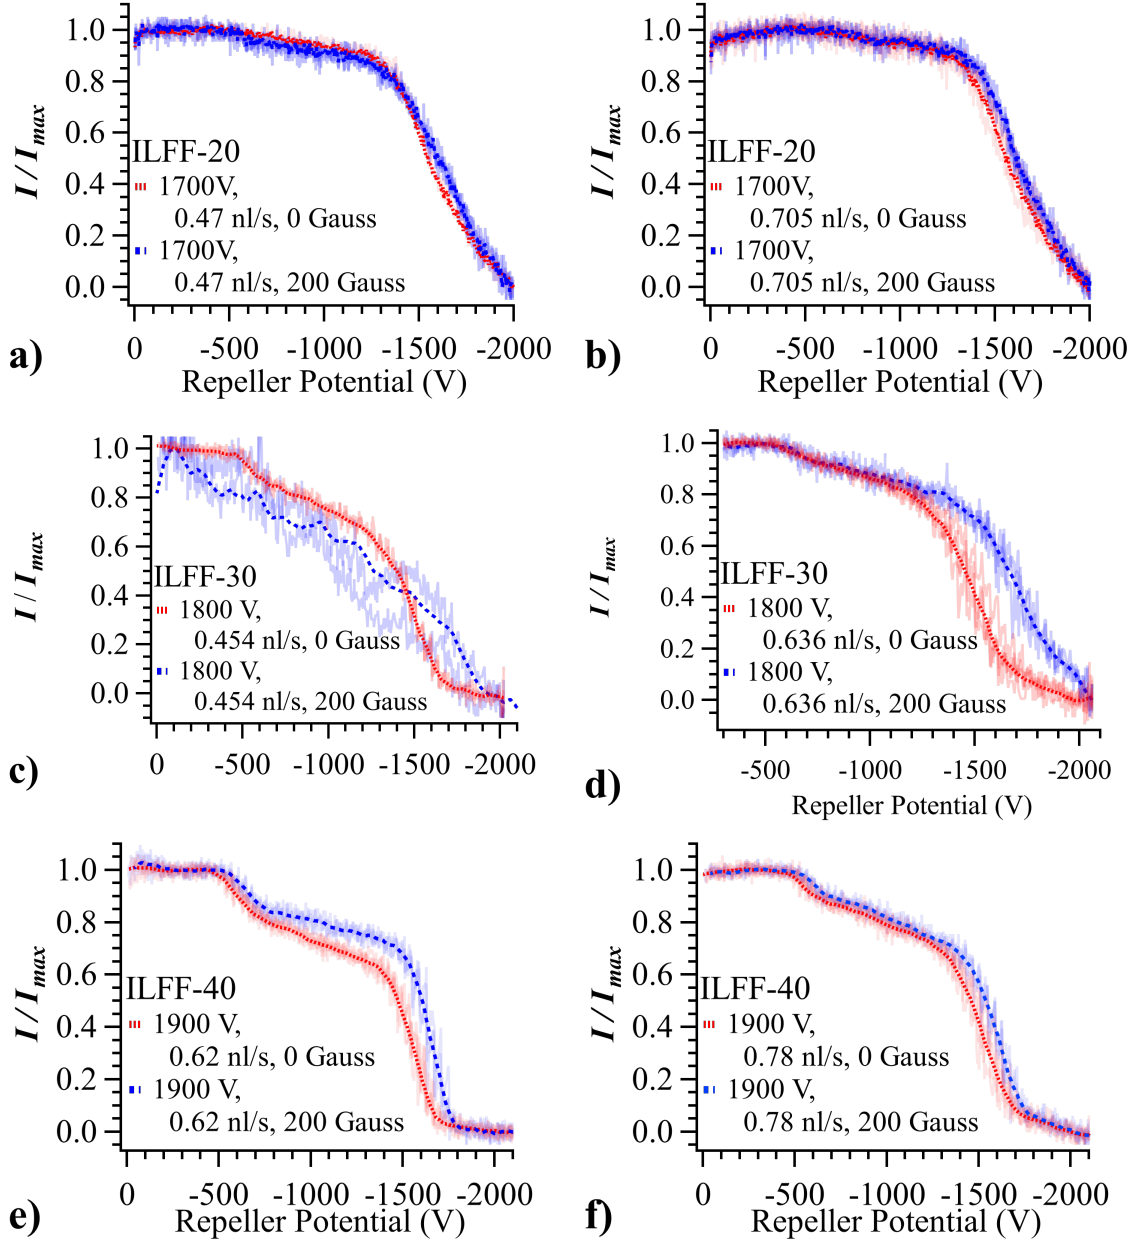 1.0
0.8
0.6
0.4
0.2
0.0
I / Imax
ILFF-20
1700V,
0.47 nl/s, 0 Gauss
1700V,
0.47 nl/s, 200 Gauss
0 -500 -1000 -1500 -2000
Repeller Potential (V)
a)
1.0
0.8
0.6
0.4
0.2
0.0
I / Imax
ILFF-20
1700V,
0.705 nl/s, 0 Gauss
1700V,
0.705 nl/s, 200 Gauss
0 -500 -1000 -1500 -2000
Repeller Potential (V)
b)
1.0
0.8
0.6
0.4
0.2
0.0
I / Imax
ILFF-30
1800 V,
0.454 nl/s, 0 Gauss
1800 V,
0.454 nl/s, 200 Gauss
0 -500 -1000 -1500 -2000
c)
1.0
0.8
0.6
0.4
0.2
0.0
I / Imax
ILFF-30
1800 V,
0.636 nl/s, 0 Gauss
1800 V,
0.636 nl/s, 200 Gauss
-500 -1000 -1500 -2000
Repeller Potential (V)
d)
1.0
0.8
0.6
0.4
0.2
0.0
I / Imax
ILFF-40
1900 V,
0.62 nl/s, 0 Gauss
1900 V,
0.62 nl/s, 200 Gauss
0 -500 -1000 -1500 -2000
Repeller Potential (V)
e)
1.0
0.8
0.6
0.4
0.2
0.0
I / Imax
ILFF-40
1900 V,
0.78 nl/s, 0 Gauss
1900 V,
0.78 nl/s, 200 Gauss
0 -500 -1000 -1500 -2000
Repeller Potential (V)
f)